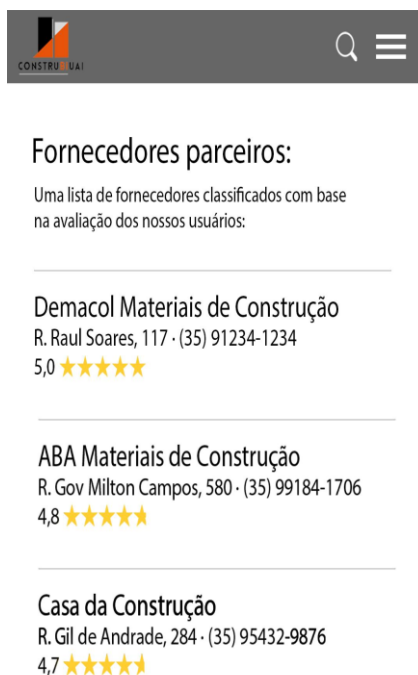 CONSTRU UAI
Fornecedores parceiros:
Uma lista de fornecedores classificados com base
na avaliação dos nossos usuários:
Demacol Materiais de Construção
R. Raul Soares, 117 · (35) 91234-1234
5,0
ABA Materiais de Construção
R. Gov Milton Campos, 580 · (35) 99184-1706
4,8
Casa da Construção
R. Gil de Andrade, 284 · (35) 95432-9876
4,7